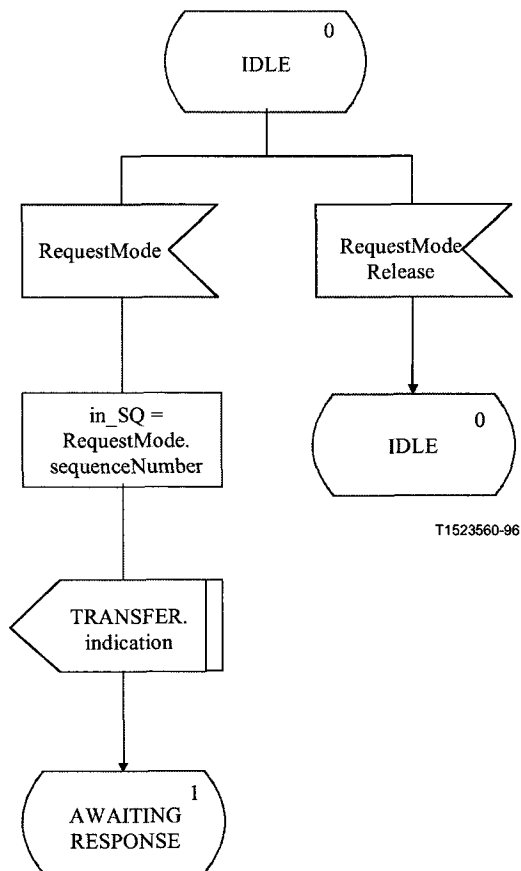 0
IDLE
RequestMode
RequestMode
Release
in_SQ =
RequestMode.
sequenceNumber
0
IDLE
T1523560-96
TRANSFER.
indication
1
AWAITING
RESPONSE